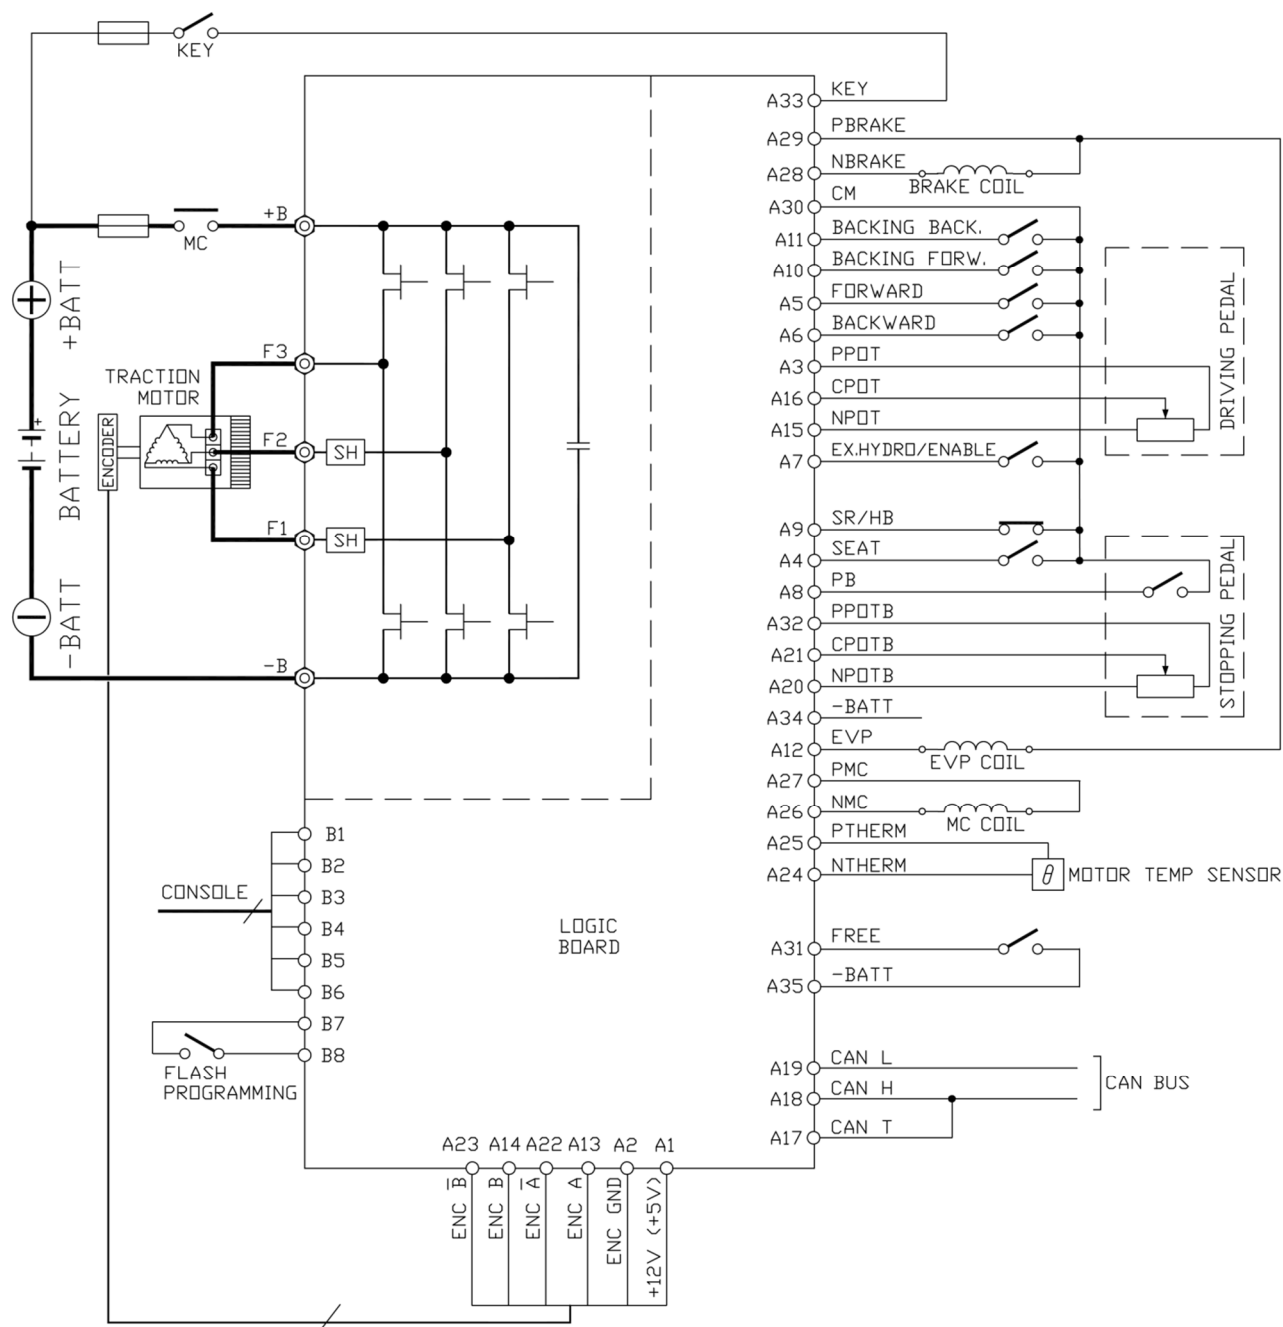 KEY
A33 KEY
A29 PBRAKE
A28 NBRAKE
BRAKE COIL
A30 CM
A11 BACKING BACK.
A10 BACKING FORW.
A5 FORWARD
A6 BACKWARD
A3 PPOT
A16 CPOT
A15 NPOT
A7 EX.HYDRO/ENABLE
DRIVING PEDAL
A9 SR/HB
A4 SEAT
A8 PB
A32 PPOTB
A21 CPOTB
A20 NPOTB
STOPPING PEDAL
A34 -BATT
A12 EVP
EVP COIL
A27 PMC
A26 NMC
MC COIL
A25 PTHERM
A24 NTHERM
θ MOTOR TEMP SENSOR
A31 FREE
A35 -BATT
A19 CAN L
A18 CAN H
A17 CAN T
CAN BUS
MC
+B
+BATT
+
BATTERY
+
-BATT
−
F3
TRACTION
MOTOR
ENCODER
F2
SH
F1
SH
-B
B1
B2
B3
B4
B5
B6
B7
B8
CONSOLE
FLASH
PROGRAMMING
LOGIC
BOARD
A23 A14 A22 A13 A2 A1
ENC B̅
ENC B
ENC A̅
ENC A
ENC GND
+12V (+5V)